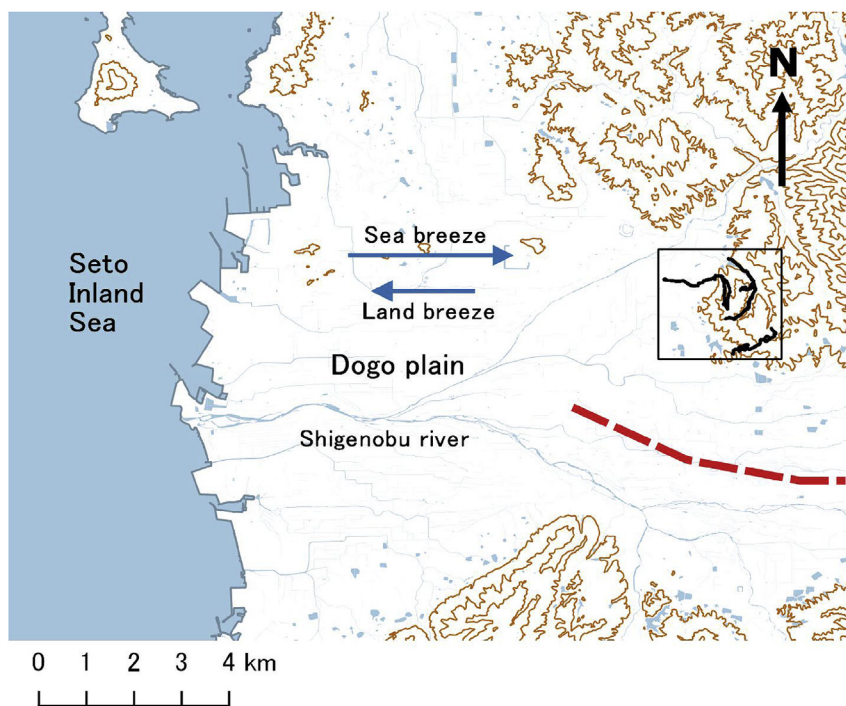 N
Sea breeze
Seto
Inland
Sea
Land breeze
Dogo plain
Shigenobu river
0 1 2 3 4 km